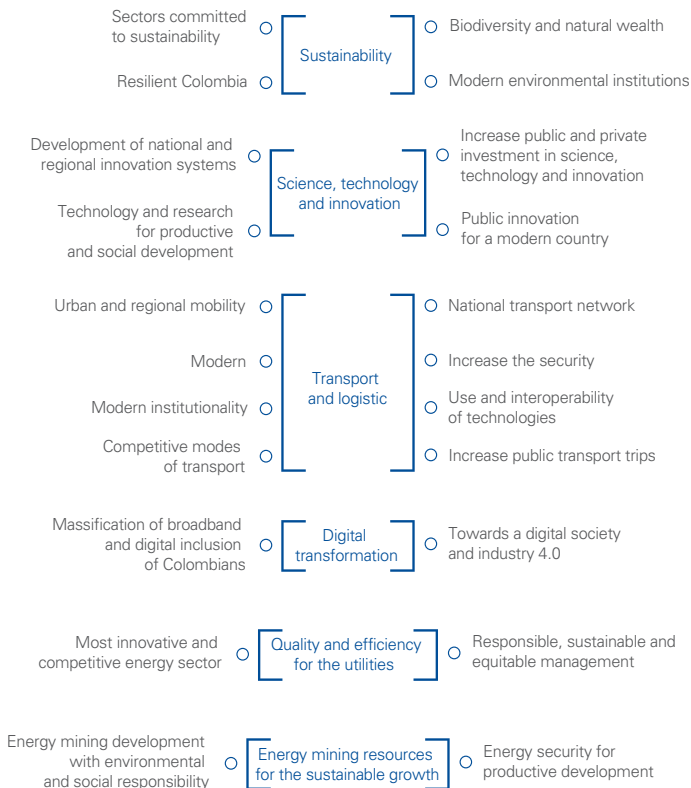 Sectors committed
to sustainability
Resilient Colombia
Sustainability
Biodiversity and natural wealth
Modern environmental institutions
Development of national and
regional innovation systems
Technology and research
for productive
and social development
Science, technology
and innovation
Increase public and private
investment in science,
technology and innovation
Public innovation
for a modern country
Urban and regional mobility
Modern
Modern institutionality
Competitive modes
of transport
Transport
and logistic
National transport network
Increase the security
Use and interoperability
of technologies
Increase public transport trips
Massification of broadband
and digital inclusion
of Colombians
Digital
transformation
Towards a digital society
and industry 4.0
Most innovative and
competitive energy sector
Quality and efficiency
for the utilities
Responsible, sustainable and
equitable management
Energy mining development
with environmental
and social responsibility
Energy mining resources
for the sustainable growth
Energy security for
productive development